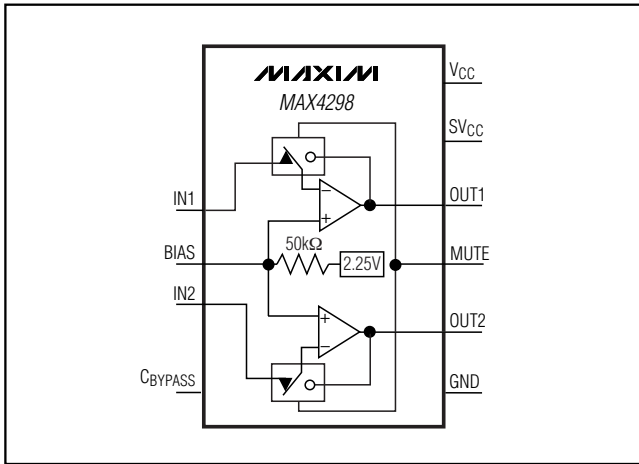 MAXIM
MAX4298
VCC
SVCC
IN1
OUT1
BIAS
50kΩ
2.25V
MUTE
IN2
OUT2
CBYPASS
GND
−
+
+
−